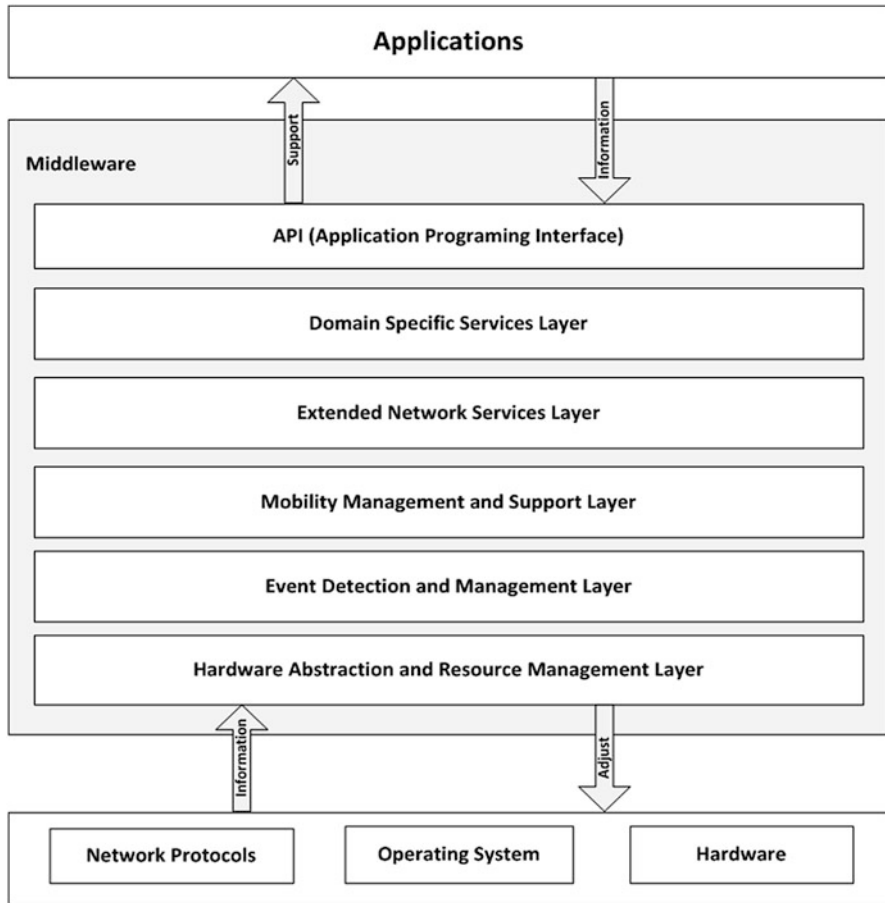 Applications
Support
Information
Middleware
API (Application Programing Interface)
Domain Specific Services Layer
Extended Network Services Layer
Mobility Management and Support Layer
Event Detection and Management Layer
Hardware Abstraction and Resource Management Layer
Information
Adjust
Network Protocols
Operating System
Hardware